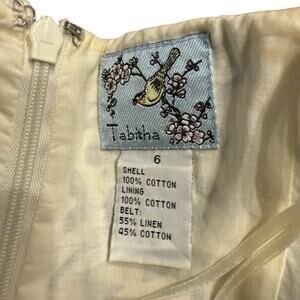 Tabitha
6
SHELL
100% COTTON
LINING
100% COTTON
BELT:
55% LINEN
45% COTTON